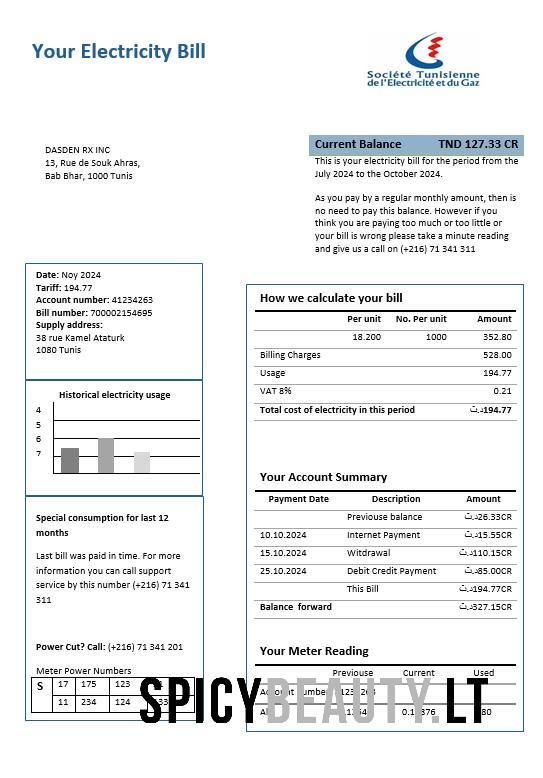 Your Electricity Bill
Société Tunisienne
de l'Electricité et du Gaz
DASDEN RX INC
13, Rue de Souk Ahras,
Bab Bhar, 1000 Tunis
Current Balance TND 127.33 CR
This is your electricity bill for the period from the
July 2024 to the October 2024.
As you pay by a regular monthly amount, then is
no need to pay this balance. However if you
think you are paying too much or too little or
your bill is wrong please take a minute reading
and give us a call on (+216) 71 341 311
Date: Noy 2024
Tariff: 194.77
Account number: 41234263
Bill number: 700002154695
Supply address:
38 rue Kamel Ataturk
1080 Tunis
Historical electricity usage
4
5
6
7
Special consumption for last 12
months
Last bill was paid in time. For more
information you can call support
service by this number (+216) 71 341
311
Power Cut? Call: (+216) 71 341 201
Meter Power Numbers
S 17 175 123
11 234 124
How we calculate your bill
Per unit No. Per unit Amount
18.200 1000 352.80
Billing Charges 528.00
Usage 194.77
VAT 8% 0.21
Total cost of electricity in this period د.ت194.77
Your Account Summary
Payment Date Description Amount
Previouse balance د.ت26.33CR
10.10.2024 Internet Payment د.ت15.55CR
15.10.2024 Witdrawal د.ت110.15CR
25.10.2024 Debit Credit Payment د.ت85.00CR
This Bill د.ت194.77CR
Balance forward د.ت327.15CR
Your Meter Reading
Previouse Current Used
Account Number
SPICYBEAUTY.LT